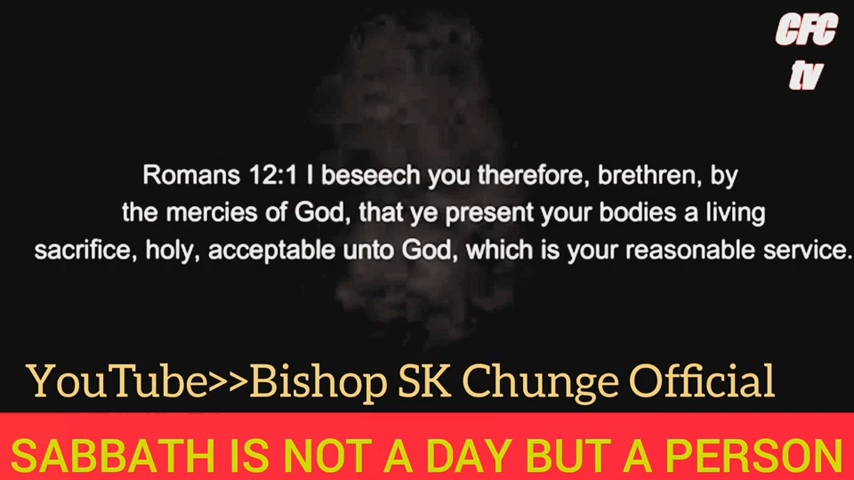 CFC
tv
Romans 12:1 I beseech you therefore, brethren, by
the mercies of God, that ye present your bodies a living
sacrifice, holy, acceptable unto God, which is your reasonable service.
YouTube>>Bishop SK Chunge Official
SABBATH IS NOT A DAY BUT A PERSON